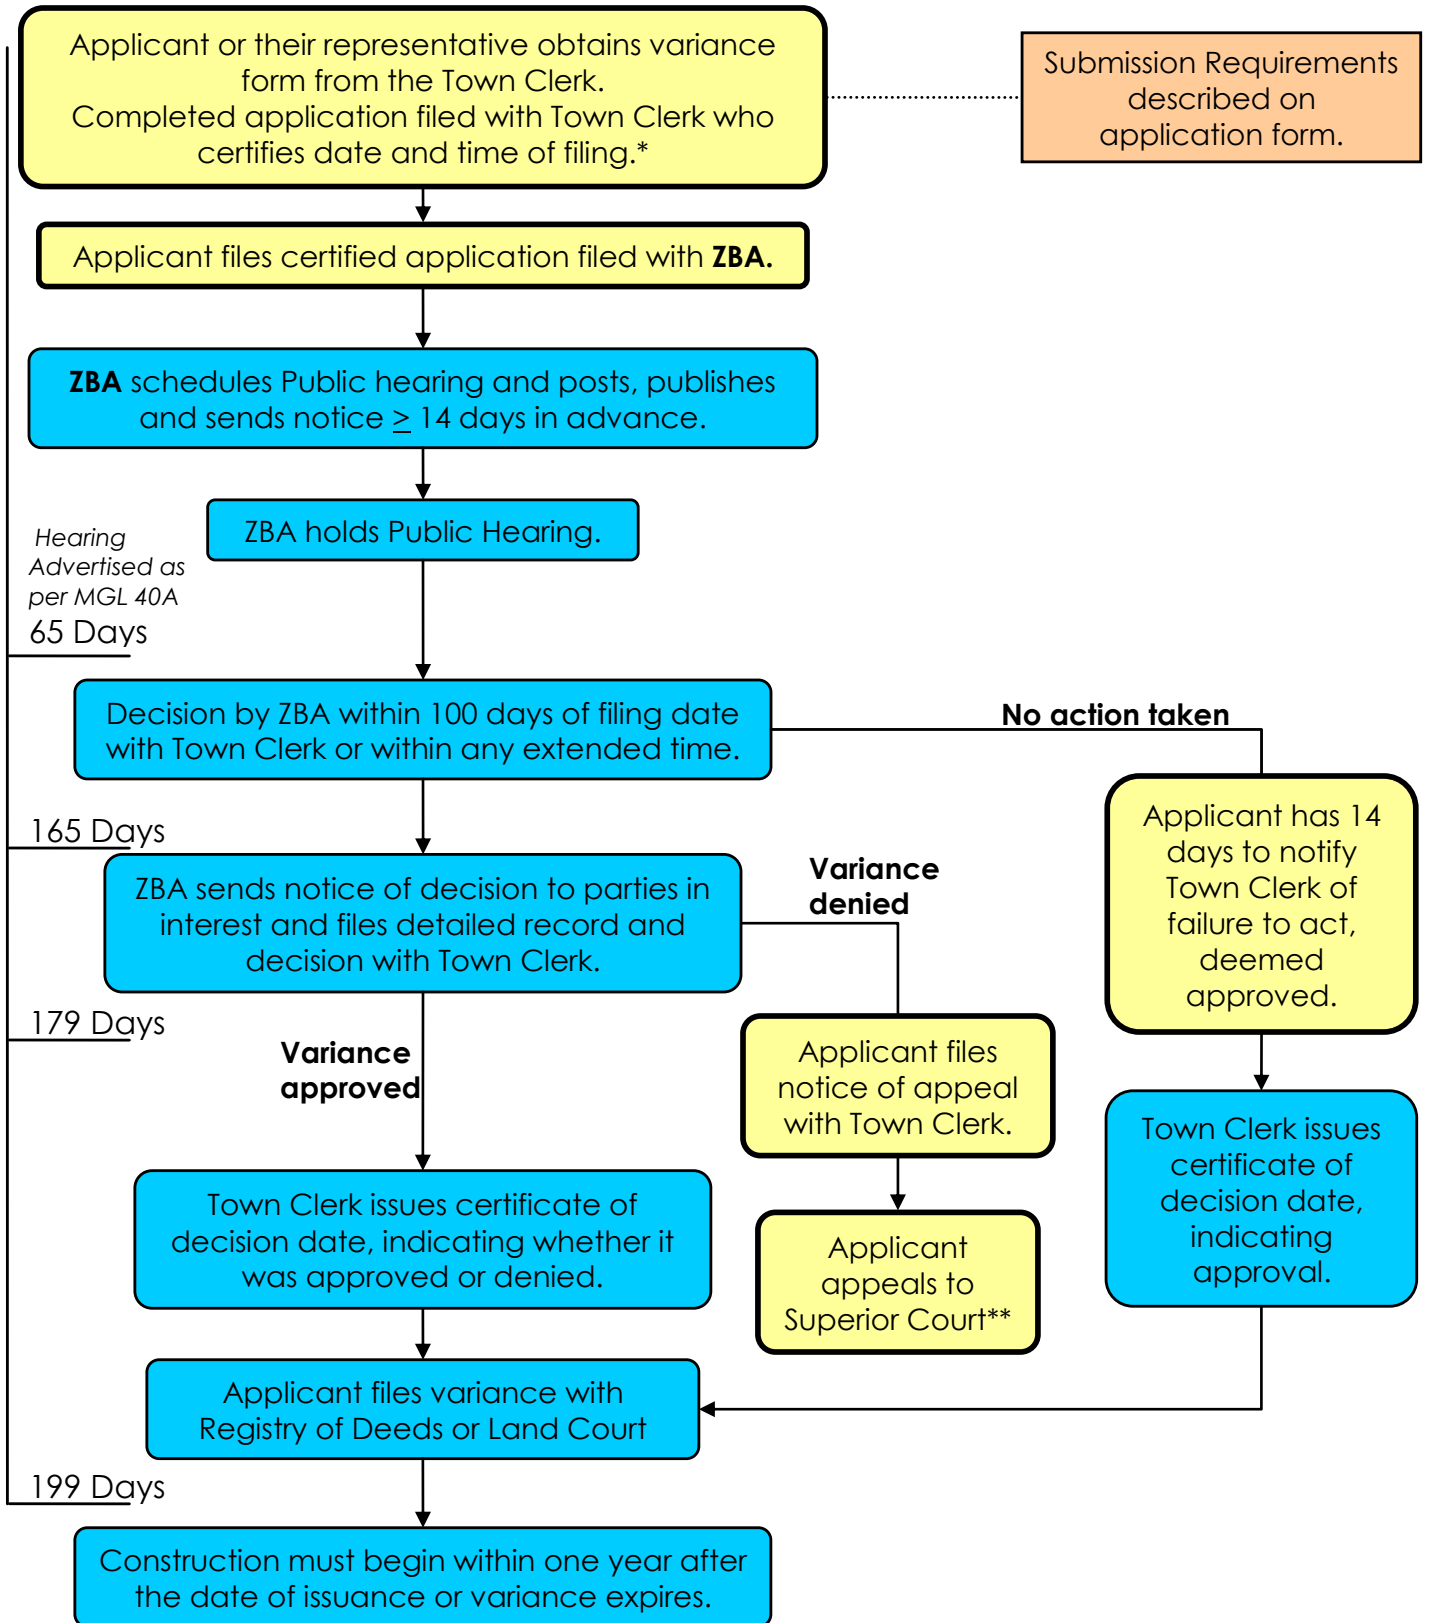 Applicant or their representative obtains variance
form from the Town Clerk.
Completed application filed with Town Clerk who
certifies date and time of filing.*
Submission Requirements
described on
application form.
Applicant files certified application filed with ZBA.
ZBA schedules Public hearing and posts, publishes
and sends notice ≥ 14 days in advance.
ZBA holds Public Hearing.
Hearing
Advertised as
per MGL 40A
65 Days
Decision by ZBA within 100 days of filing date
with Town Clerk or within any extended time.
No action taken
Applicant has 14
days to notify
Town Clerk of
failure to act,
deemed
approved.
165 Days
ZBA sends notice of decision to parties in
interest and files detailed record and
decision with Town Clerk.
Variance
denied
179 Days
Variance
approved
Applicant files
notice of appeal
with Town Clerk.
Town Clerk issues
certificate of
decision date,
indicating
approval.
Town Clerk issues certificate of
decision date, indicating whether it
was approved or denied.
Applicant
appeals to
Superior Court**
Applicant files variance with
Registry of Deeds or Land Court
199 Days
Construction must begin within one year after
the date of issuance or variance expires.